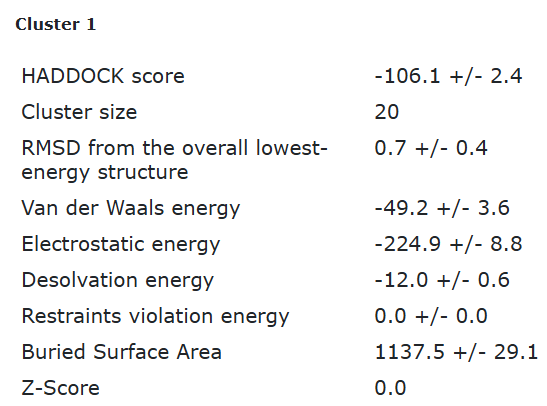 Cluster 1
HADDOCK score -106.1 +/- 2.4
Cluster size 20
RMSD from the overall lowest- 0.7 +/- 0.4
energy structure
Van der Waals energy -49.2 +/- 3.6
Electrostatic energy -224.9 +/- 8.8
Desolvation energy -12.0 +/- 0.6
Restraints violation energy 0.0 +/- 0.0
Buried Surface Area 1137.5 +/- 29.1
Z-Score 0.0